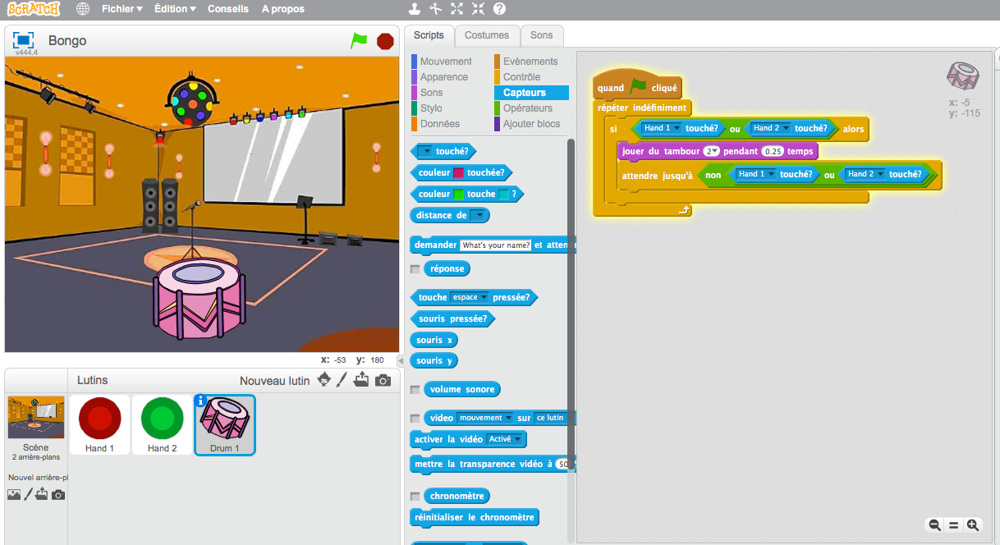 SCRATCH Fichier Édition Conseils A propos
Bongo
v444.4
x: -53 y: 180
Lutins Nouveau lutin
Scène
2 arrière-plans
Nouvel arrière-pl
Hand 1
Hand 2
Drum 1
Scripts Costumes Sons
Mouvement Evènements
Apparence Contrôle
Sons Capteurs
Stylo Opérateurs
Données Ajouter blocs
touché?
couleur touchée?
couleur touche ?
distance de
demander What's your name? et atten
réponse
touche espace pressée?
souris pressée?
souris x
souris y
volume sonore
video mouvement sur ce lutin
activer la vidéo Activé
mettre la transparence vidéo à 50
chronomètre
réinitialiser le chronomètre
quand cliqué
répéter indéfiniment
si Hand 1 touché? ou Hand 2 touché? alors
jouer du tambour 2 pendant 0.25 temps
attendre jusqu'à non Hand 1 touché? ou Hand 2 touché?
x: -5
y: -115